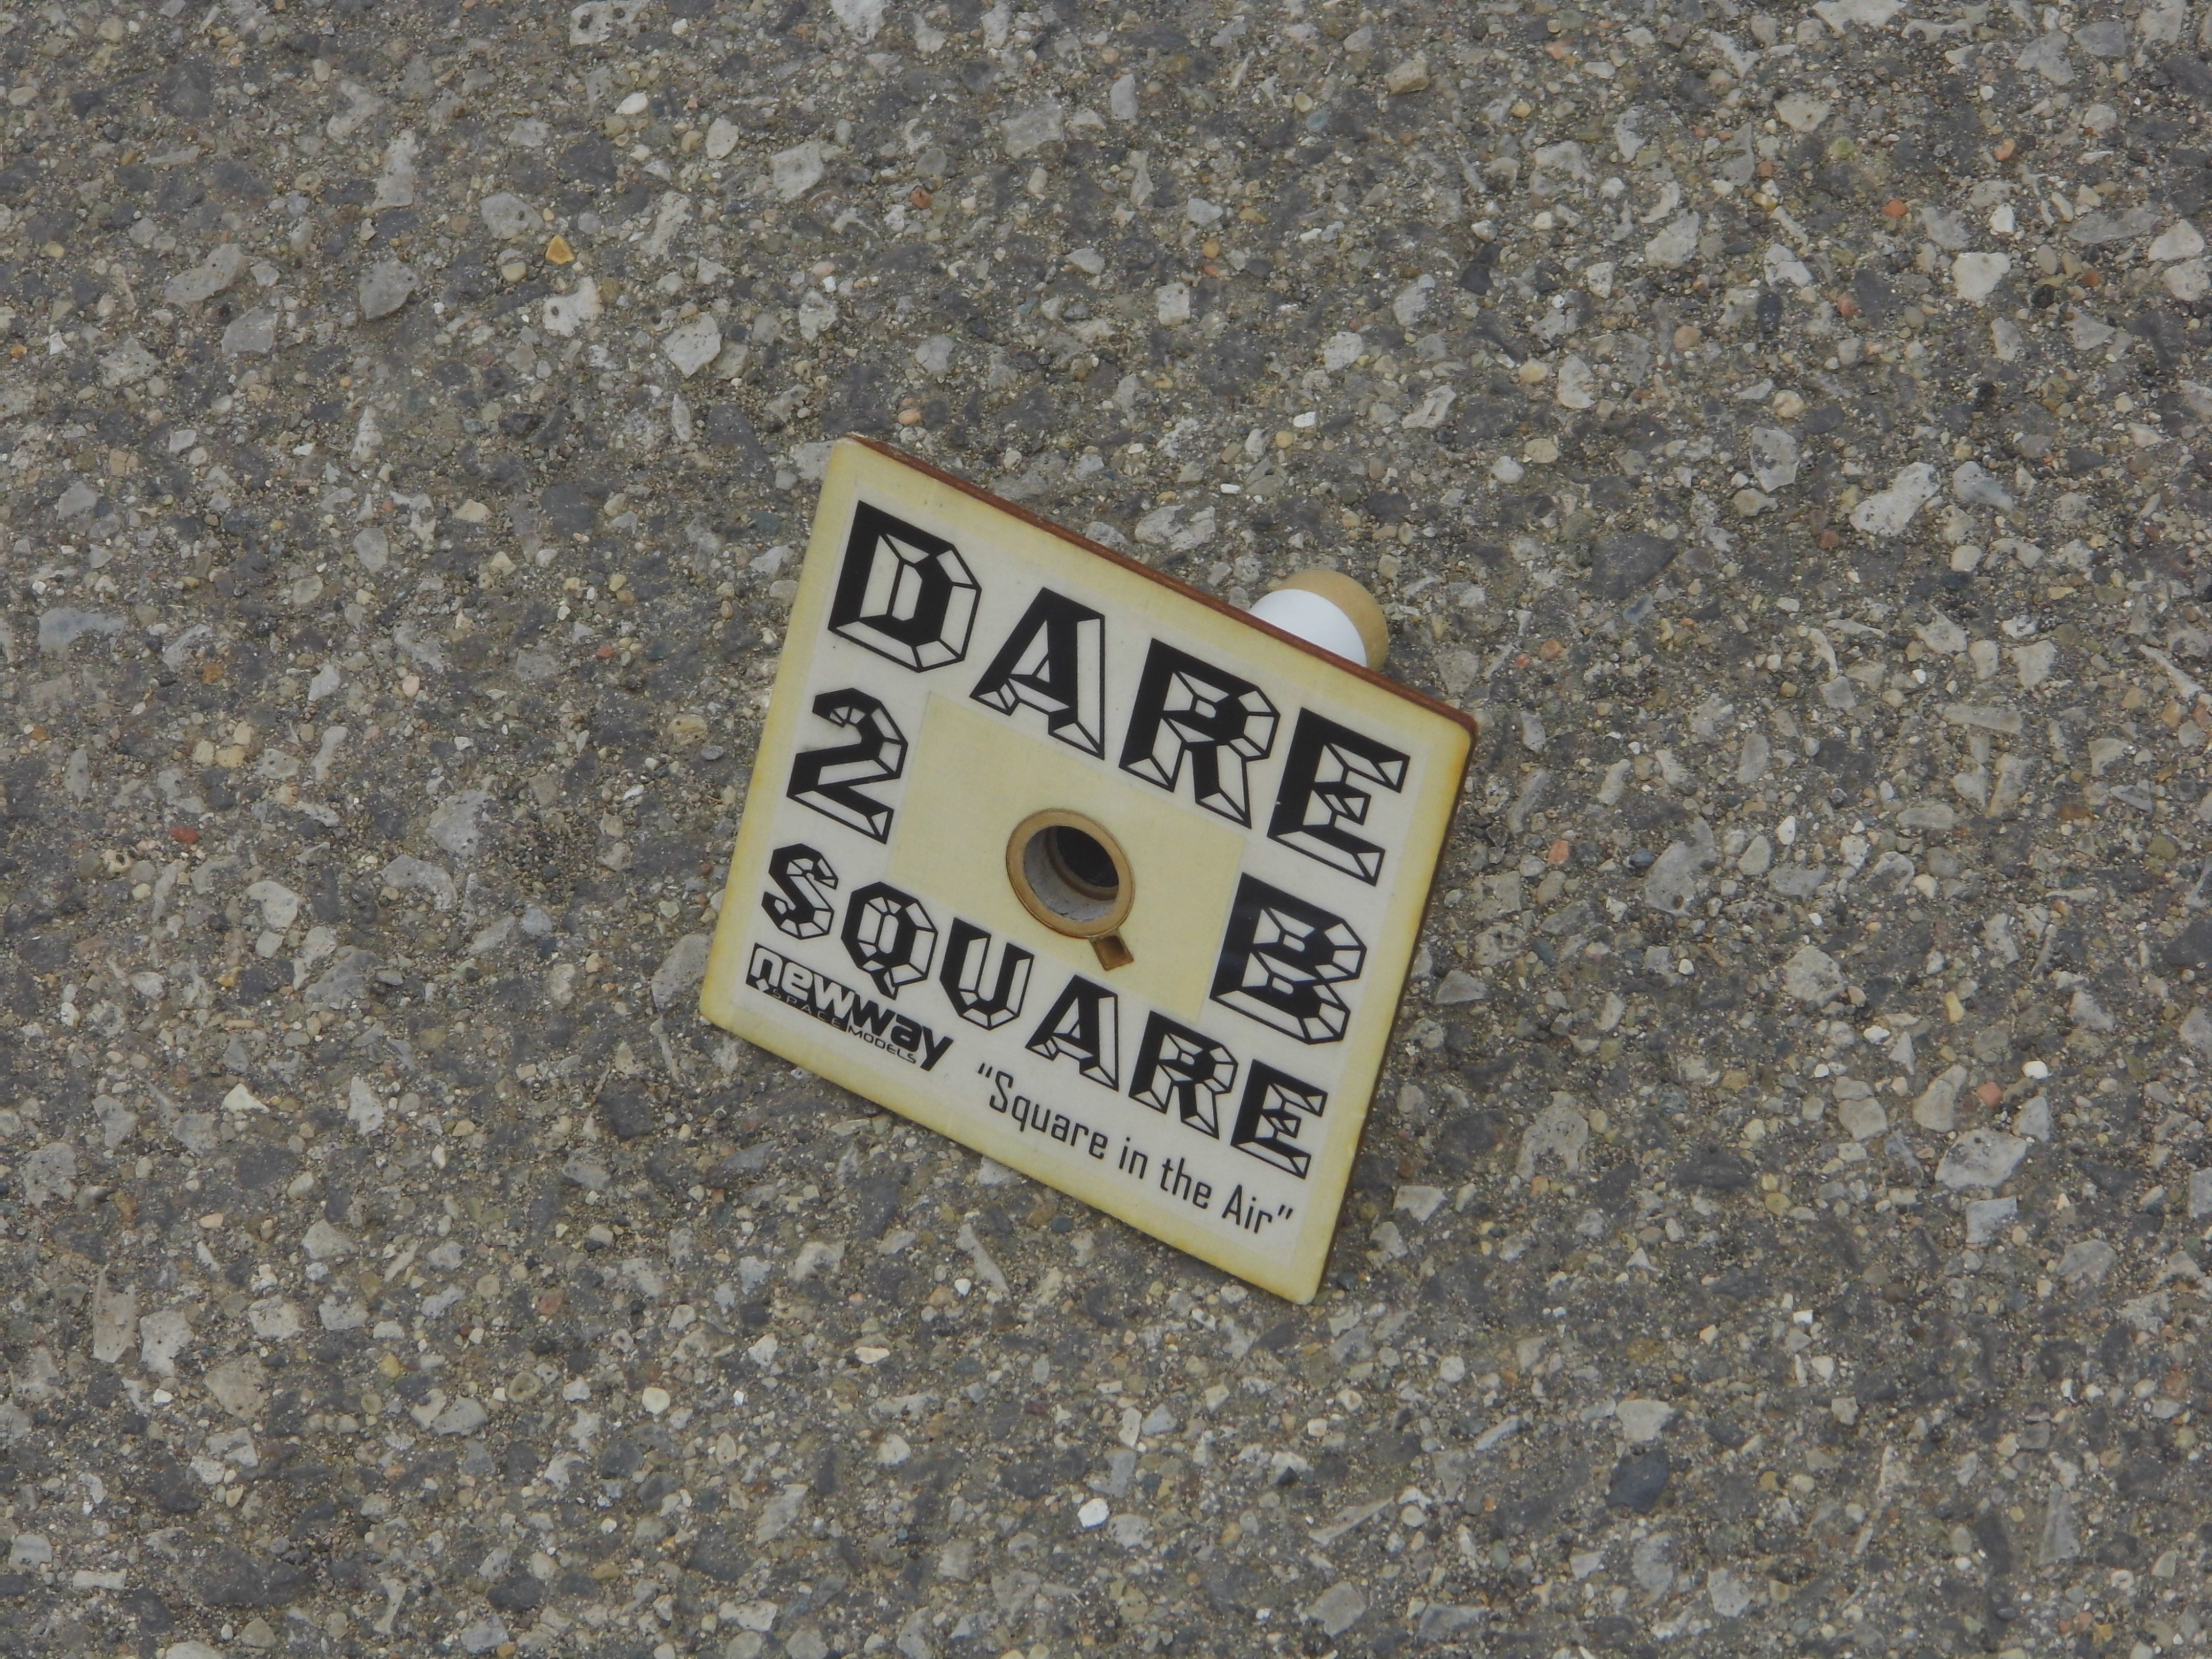 DARE
2 B
SQUARE
newway
SPACE MODELS
"Square in the Air"